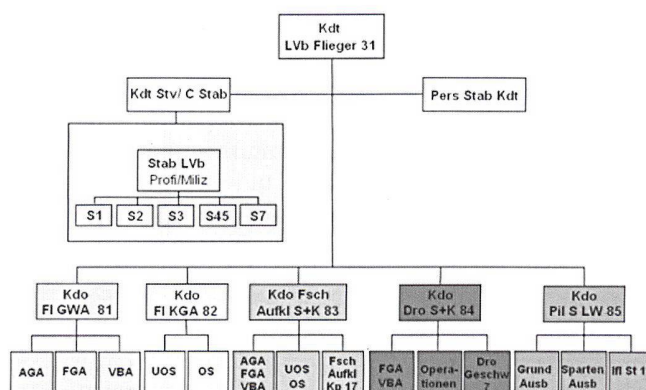 Kdt
LVb Flieger 31
Kdt Stv/ C Stab
Pers Stab Kdt
Stab LVb
Profi/Miliz
S1 S2 S3 S45 S7
Kdo
Fl GWA 81
Kdo
Fl KGA 82
Kdo Fsch
Aufkl S+K 83
Kdo
Dro S+K 84
Kdo
Pil S LW 85
AGA
FGA
VBA
UOS
OS
AGA
FGA
VBA
UOS
OS
Fsch
Aufkl
Kp 17
FGA
VBA
Opera-
tionen
Dro
Geschw
7
Grund
Ausb
Sparten
Ausb
Ifl St 1